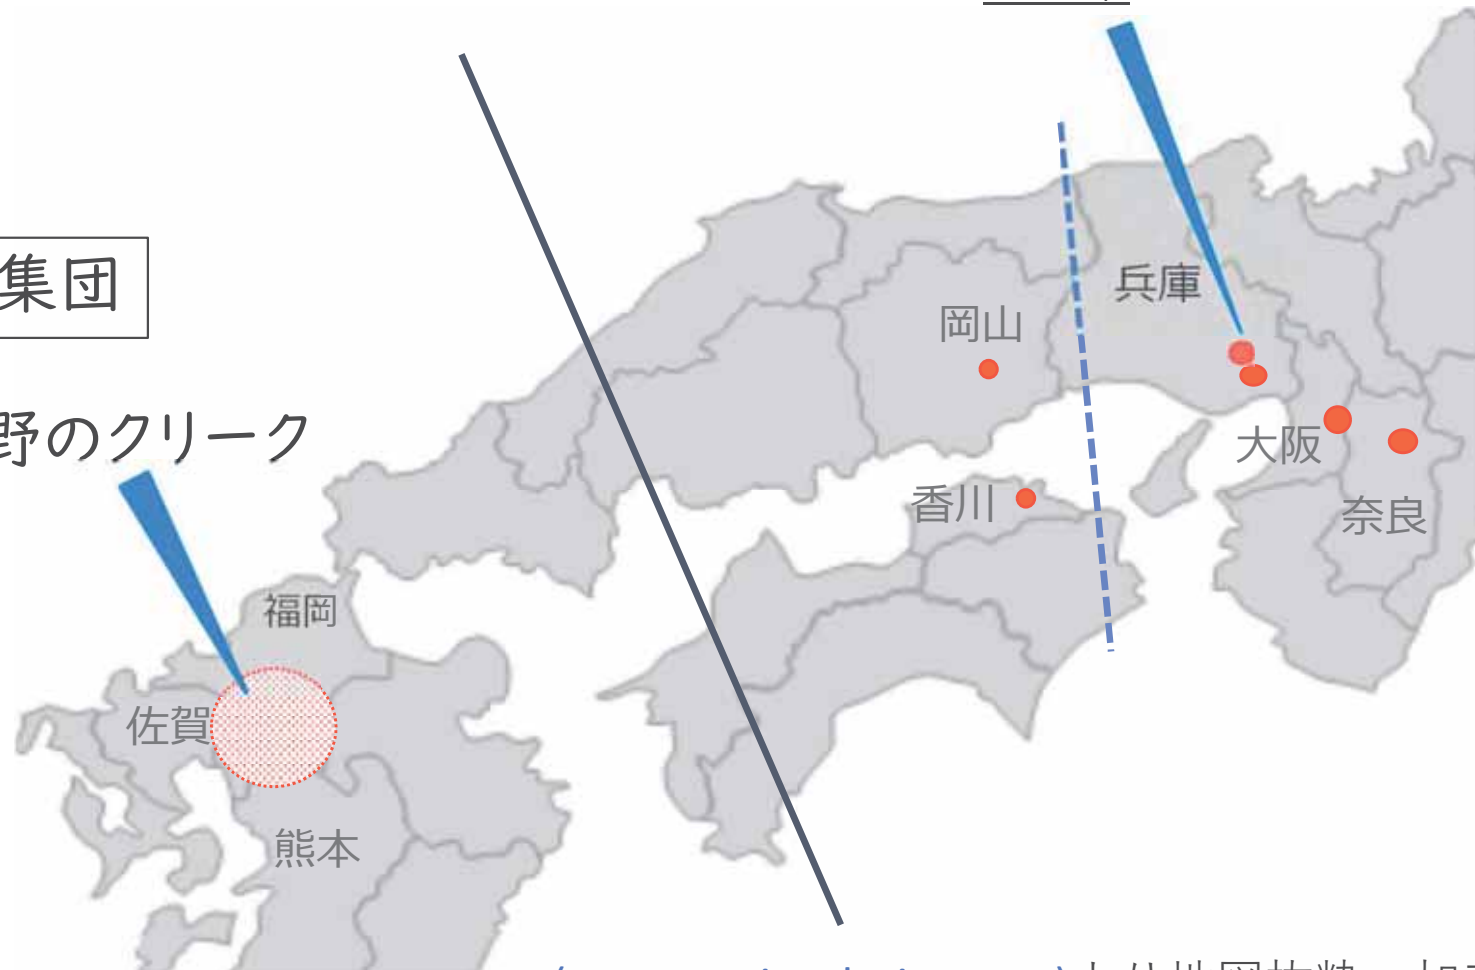 集団
兵庫
岡山
野のクリーク
大阪
香川
奈良
福岡
佐賀
熊本